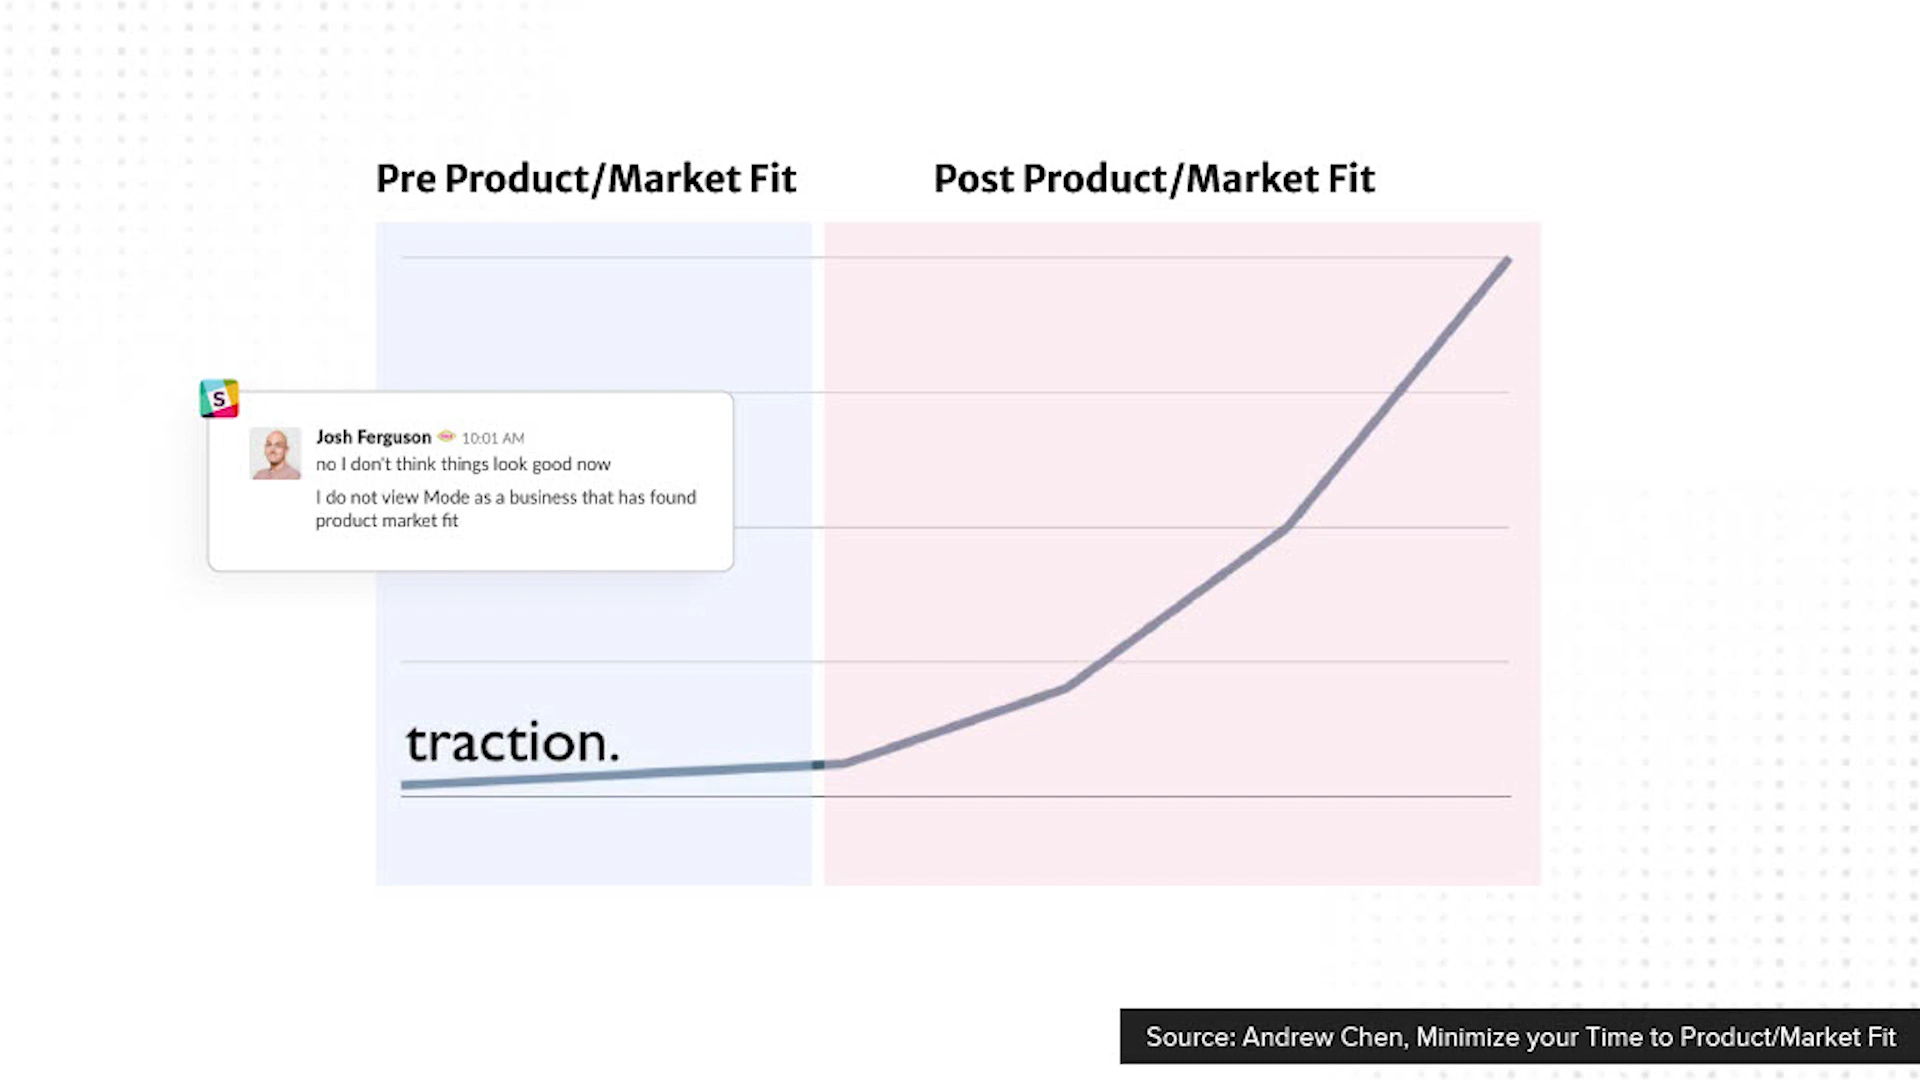 Pre Product/Market Fit
Post Product/Market Fit
S
Josh Ferguson 10:01 AM
no I don't think things look good now
I do not view Mode as a business that has found
product market fit
traction.
Source: Andrew Chen, Minimize your Time to Product/Market Fit